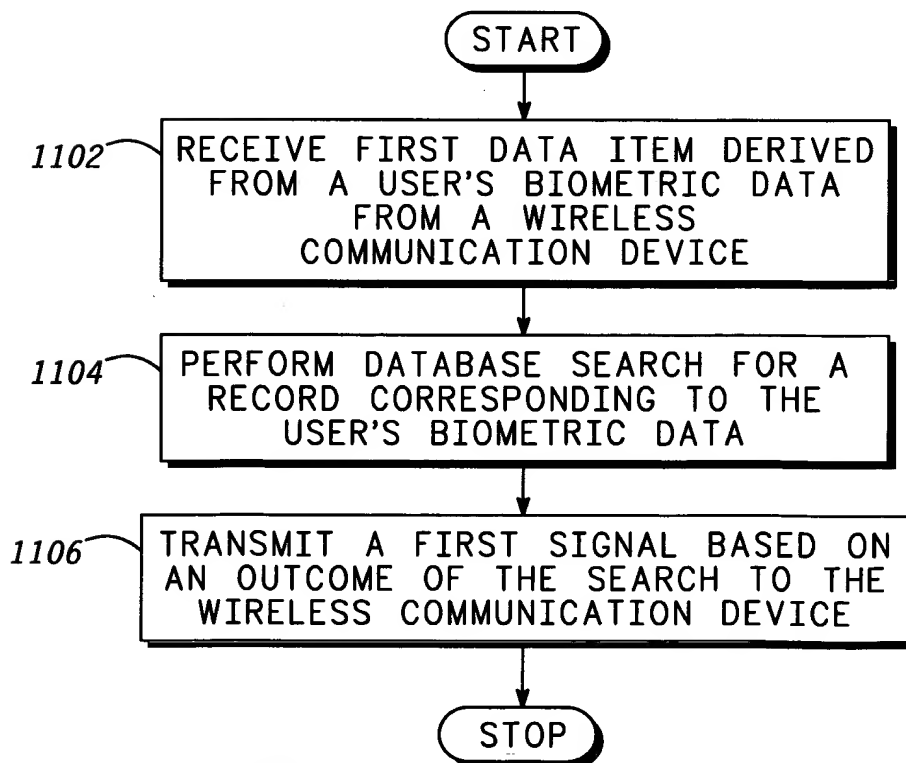 START
1102
RECEIVE FIRST DATA ITEM DERIVED
FROM A USER'S BIOMETRIC DATA
FROM A WIRELESS
COMMUNICATION DEVICE
1104
PERFORM DATABASE SEARCH FOR A
RECORD CORRESPONDING TO THE
USER'S BIOMETRIC DATA
1106
TRANSMIT A FIRST SIGNAL BASED ON
AN OUTCOME OF THE SEARCH TO THE
WIRELESS COMMUNICATION DEVICE
STOP